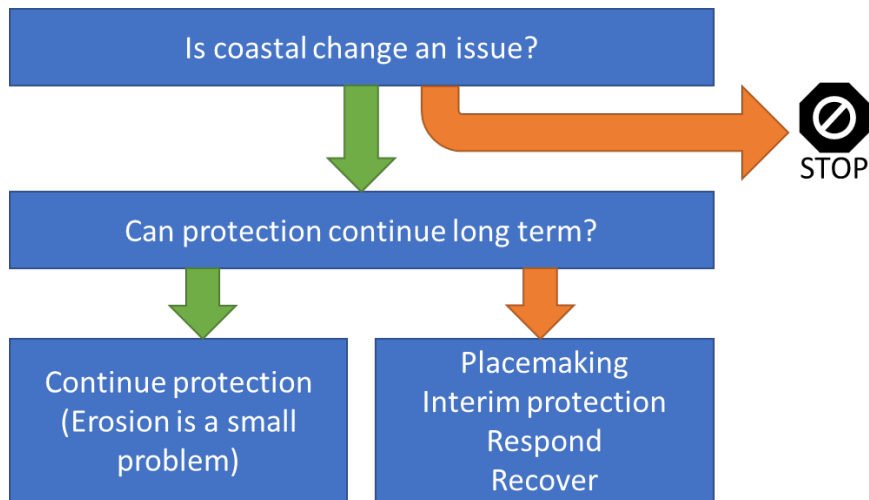 Is coastal change an issue?
STOP
Can protection continue long term?
Continue protection
(Erosion is a small
problem)
Placemaking
Interim protection
Respond
Recover